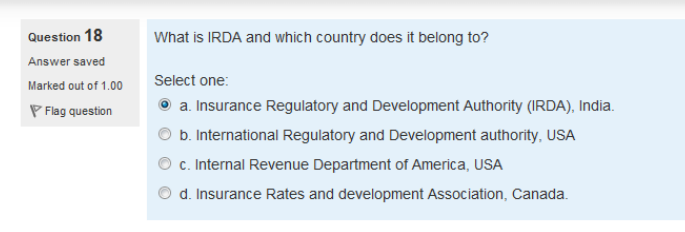 Question 18
Answer saved
Marked out of 1.00
Flag question
What is IRDA and which country does it belong to?
Select one:
a. Insurance Regulatory and Development Authority (IRDA), India.
b. International Regulatory and Development authority, USA
c. Internal Revenue Department of America, USA
d. Insurance Rates and development Association, Canada.